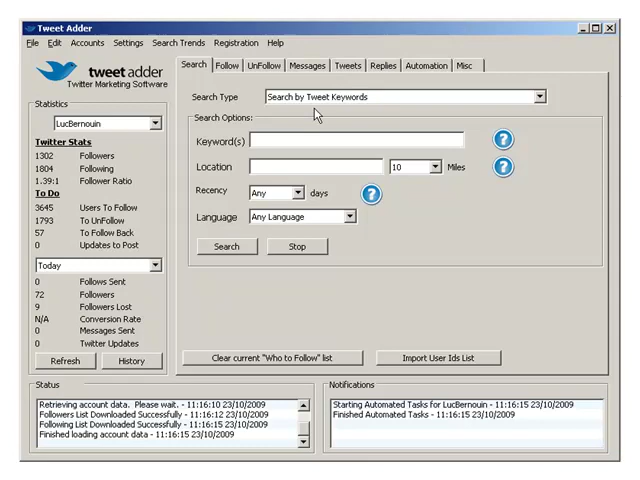 Tweet Adder
File Edit Accounts Settings Search Trends Registration Help
tweet adder
Twitter Marketing Software
Search Follow UnFollow Messages Tweets Replies Automation Misc
Search Type Search by Tweet Keywords
Search Options:
Keyword(s) ?
Location 10 Miles ?
Recency Any days ?
Language Any Language
Search Stop
Clear current "Who to Follow" list Import User Ids List
Statistics
LucBernouin
Twitter Stats
1302 Followers
1804 Following
1.39:1 Follower Ratio
To Do
3645 Users To Follow
1793 To UnFollow
57 To Follow Back
0 Updates to Post
Today
0 Follows Sent
72 Followers
9 Followers Lost
N/A Conversion Rate
0 Messages Sent
0 Twitter Updates
Refresh History
Status
Retrieving account data. Please wait. - 11:16:10 23/10/2009
Followers List Downloaded Successfully - 11:16:12 23/10/2009
Following List Downloaded Successfully - 11:16:15 23/10/2009
Finished loading account data - 11:16:15 23/10/2009
Notifications
Starting Automated Tasks for LucBernouin - 11:16:15 23/10/2009
Finished Automated Tasks - 11:16:15 23/10/2009